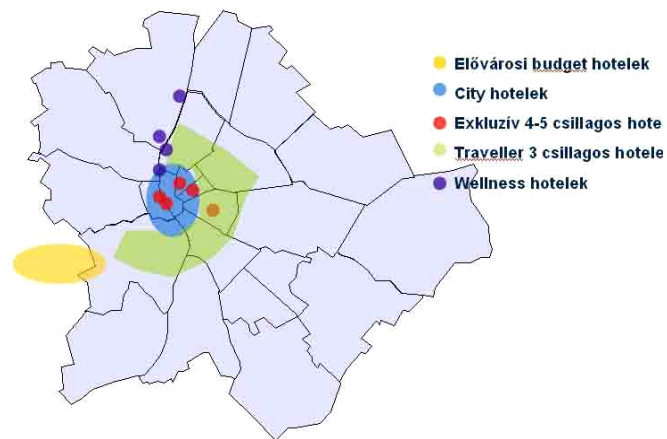 Elővárosi budget hotelek
City hotelek
Exkluzív 4-5 csillagos hote
Traveller 3 csillagos hotele
Wellness hotelek